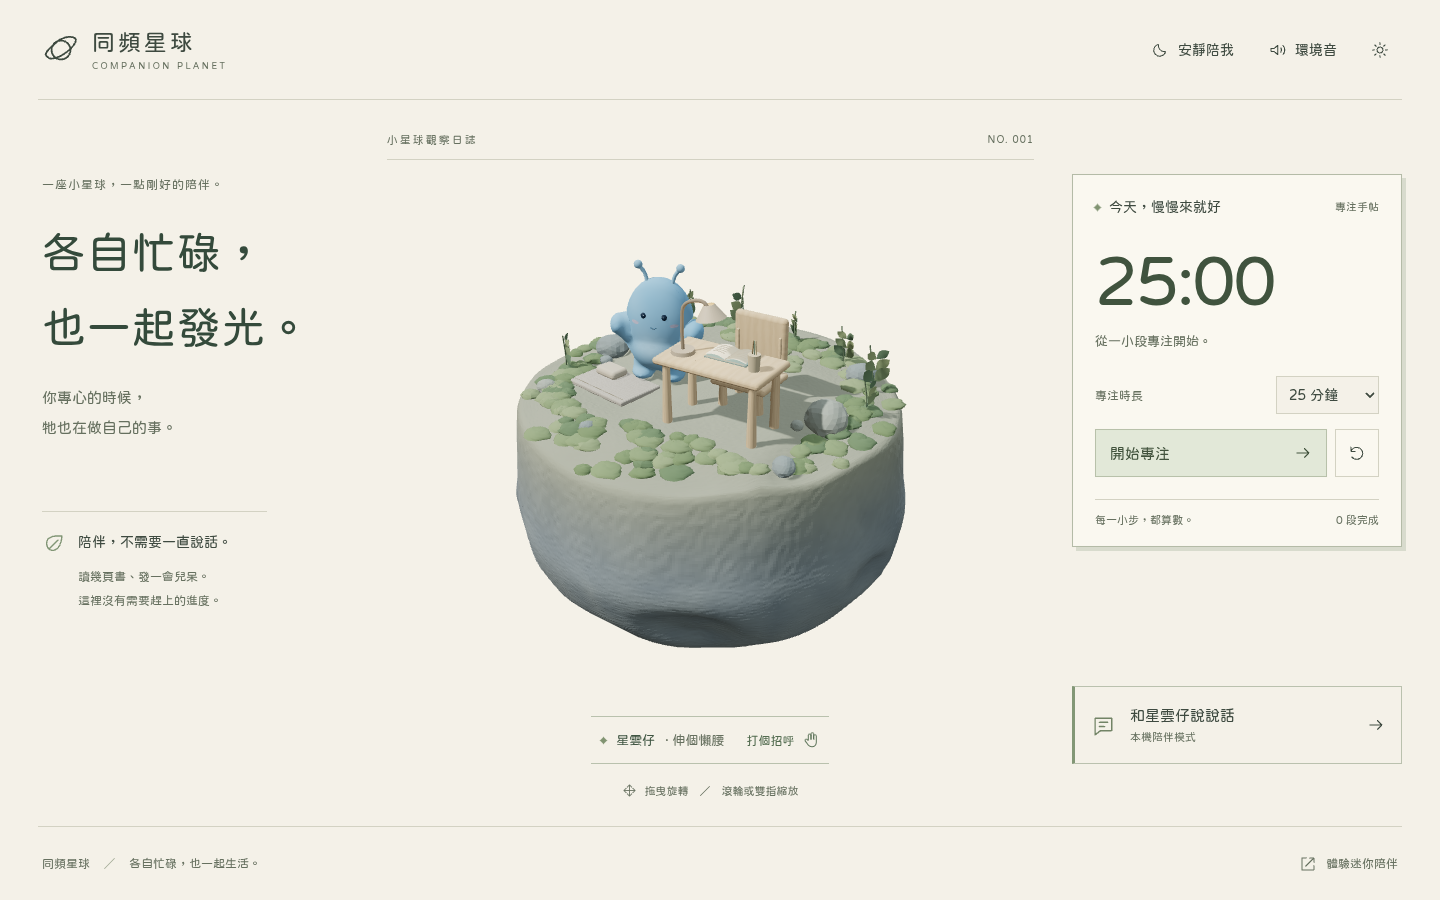 同頻星球
COMPANION PLANET
安靜陪我
環境音
小星球觀察日誌
NO. 001
一座小星球，一點剛好的陪伴。
各自忙碌，
也一起發光。
你專心的時候，
牠也在做自己的事。
陪伴，不需要一直說話。
讀幾頁書、發一會兒呆。
這裡沒有需要趕上的進度。
今天，慢慢來就好
專注手帖
25:00
從一小段專注開始。
專注時長
25 分鐘
開始專注
每一小步，都算數。
0 段完成
和星雲仔說說話
本機陪伴模式
星雲仔 · 伸個懶腰
打個招呼
拖曳旋轉 ／ 滾輪或雙指縮放
同頻星球 ／ 各自忙碌，也一起生活。
體驗迷你陪伴